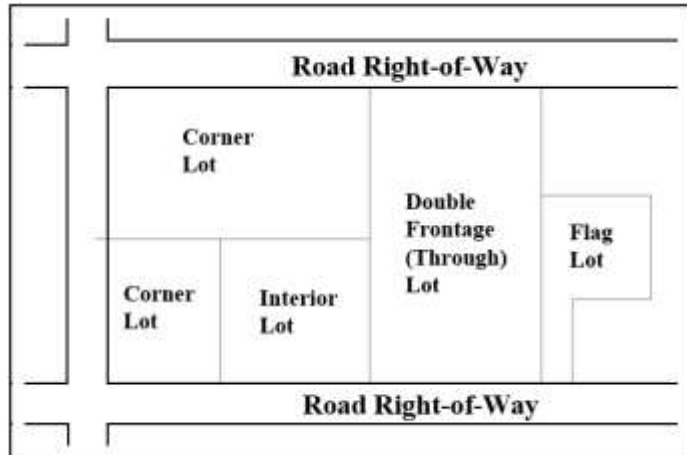 Road Right-of-Way
Corner
Lot
Double
Frontage
(Through)
Lot
Flag
Lot
Corner
Lot
Interior
Lot
Road Right-of-Way